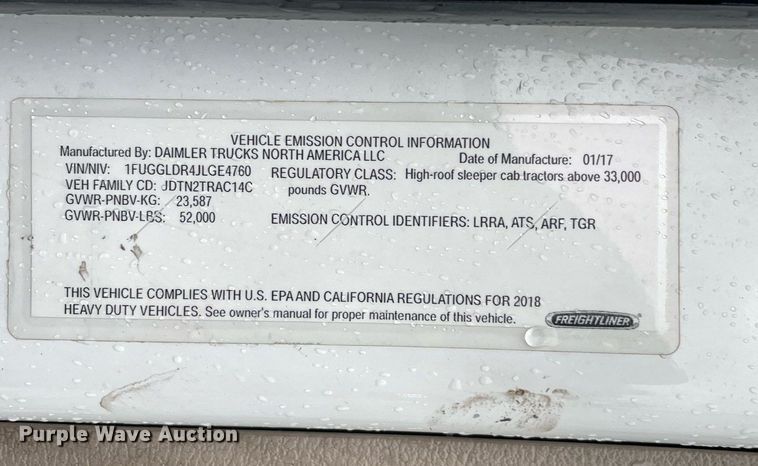 VEHICLE EMISSION CONTROL INFORMATION
Manufactured By: DAIMLER TRUCKS NORTH AMERICA LLC Date of Manufacture: 01/17
VIN/NIV: 1FUGGLDR4JLGE4760 REGULATORY CLASS: High-roof sleeper cab tractors above 33,000
VEH FAMILY CD: JDTN2TRAC14C pounds GVWR.
GVWR-PNBV-KG: 23,587
GVWR-PNBV-LBS: 52,000 EMISSION CONTROL IDENTIFIERS: LRRA, ATS, ARF, TGR
THIS VEHICLE COMPLIES WITH U.S. EPA AND CALIFORNIA REGULATIONS FOR 2018
HEAVY DUTY VEHICLES. See owner's manual for proper maintenance of this vehicle. FREIGHTLINER
Purple Wave Auction